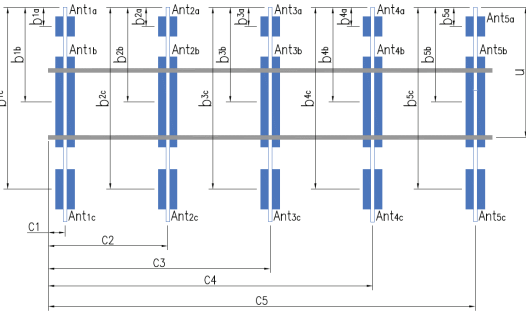 b1a Ant1a b2a Ant2a b3a Ant3a b4a Ant4a b5a Ant5a
b1b Ant1b b2b Ant2b b3b Ant3b b4b Ant4b b5b Ant5b
b1c b2c b3c b4c b5c u
Ant1c Ant2c Ant3c Ant4c Ant5c
C1
C2
C3
C4
C5